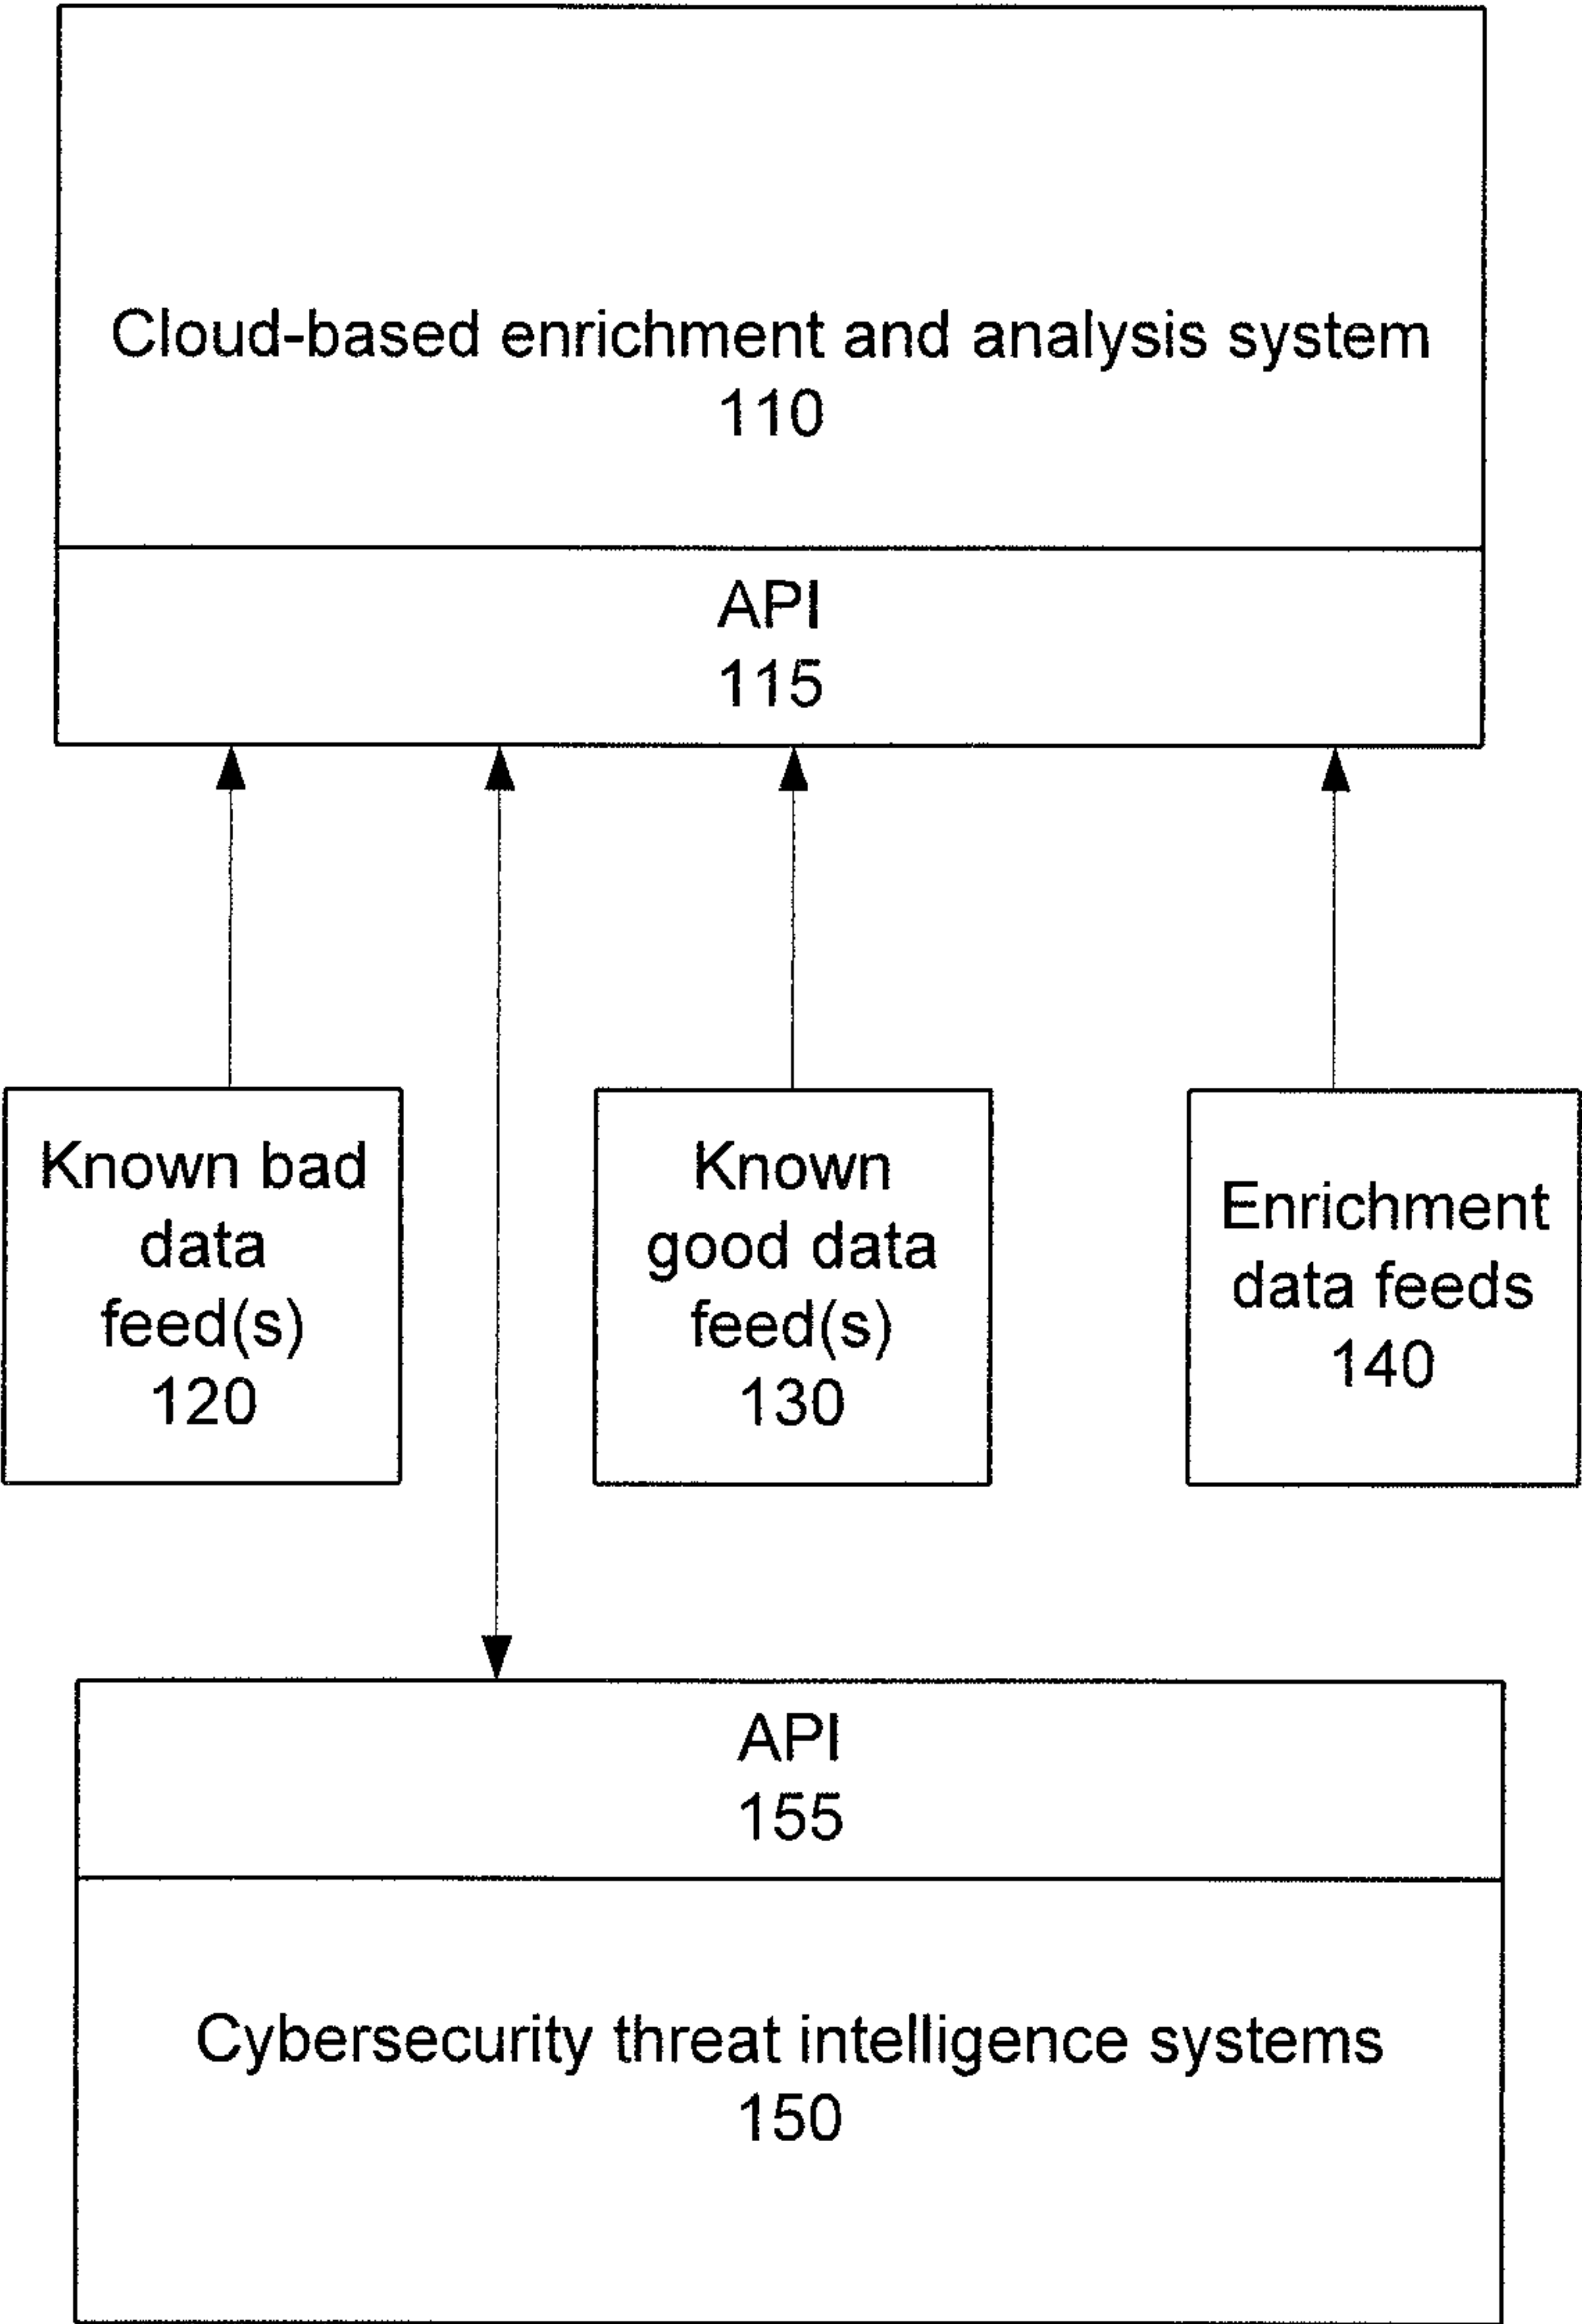 Cloud-based enrichment and analysis system
110
API
115
Known bad
data
feed(s)
120
Known
good data
feed(s)
130
Enrichment
data feeds
140
API
155
Cybersecurity threat intelligence systems
150